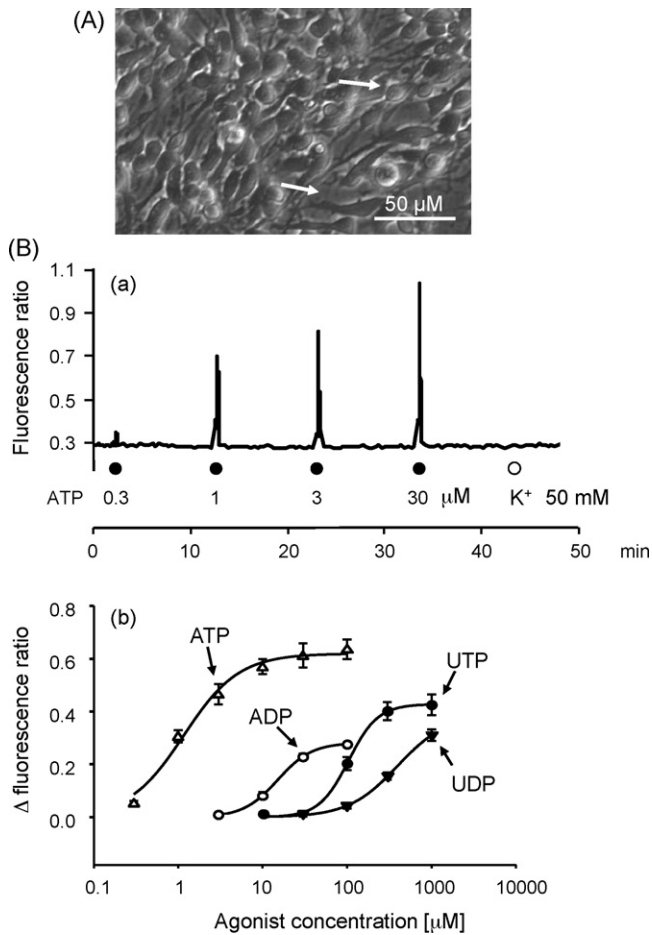 (A)
50 µM
(B)
(a)
Fluorescence ratio
1.1
0.9
0.7
0.5
0.3
ATP 0.3 1 3 30 µM K⁺ 50 mM
0 10 20 30 40 50 min
(b)
Δ fluorescence ratio
0.8
0.6
0.4
0.2
0.0
ATP
ADP
UTP
UDP
0.1 1 10 100 1000 10000
Agonist concentration [µM]